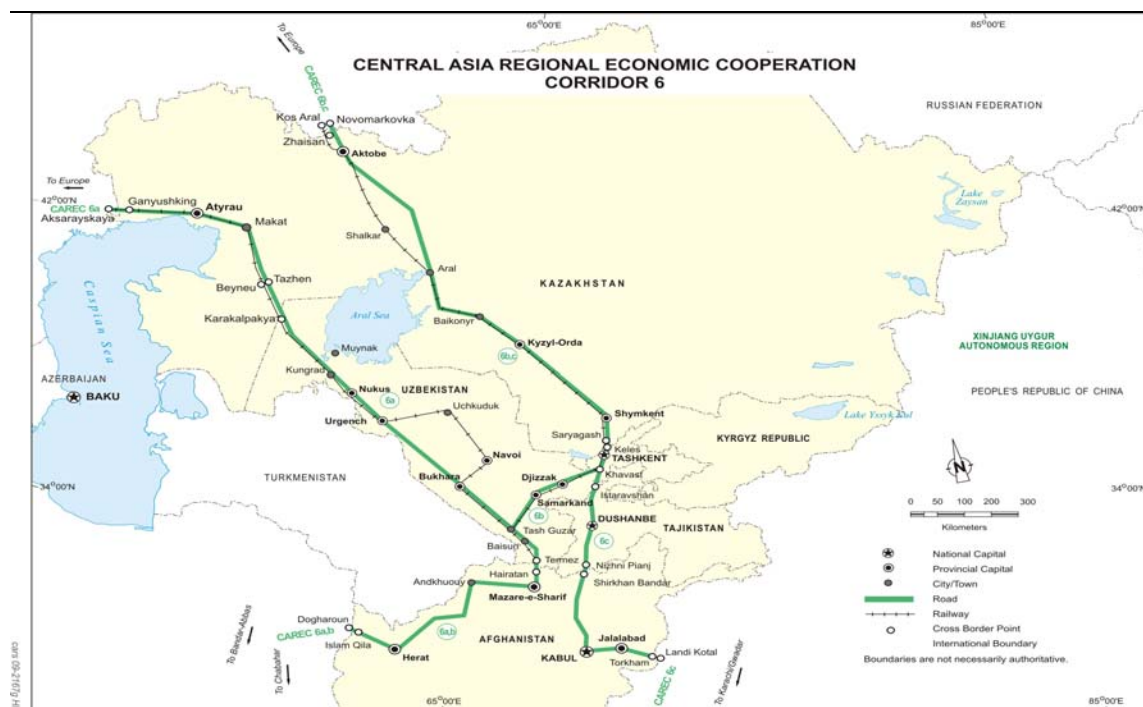 65°00'E
85°00'E
To Europe
CAREC 6b,c
CENTRAL ASIA REGIONAL ECONOMIC COOPERATION
CORRIDOR 6
RUSSIAN FEDERATION
Kos Aral
Novomarkovka
Zhaisan
Aktobe
To Europe
42°00'N
CAREC 6a
Ganyushking
Aksarayskaya
Atyrau
Makat
Lake
Zaysan
42°00'N
Shalkar
Aral
Tazhen
Beyneu
KAZAKHSTAN
Caspian Sea
Aral Sea
Karakalpakya
Baikonyr
Kyzyl-Orda
6b,c
XINJIANG UYGUR
AUTONOMOUS REGION
Muynak
Kungrad
AZERBAIJAN
BAKU
Nukus
UZBEKISTAN
6a
PEOPLE'S REPUBLIC OF CHINA
Uchkuduk
Urgench
Shymkent
Lake Yssyk Kul
Saryagash
KYRGYZ REPUBLIC
Keles
TASHKENT
Navoi
Khavast
N
TURKMENISTAN
Bukhara
Djizzak
34°00'N
34°00'N
Samarkand
Istaravshan
6b
0 100 200 300
Kilometers
Tash Guzar
DUSHANBE
TAJIKISTAN
6c
Baisun
National Capital
Termez
Nizhni Pianj
Provincial Capital
Andkhuouy
Hairatan
Shirkhan Bandar
City/Town
Mazare-e-Sharif
Road
Railway
Dogharoun
Cross Border Point
CAREC 6a,b
6a,b
Islam Qila
AFGHANISTAN
Jalalabad
International Boundary
To Bandar-Abbas
Herat
KABUL
Landi Kotal
Torkham
Boundaries are not necessarily authoritative.
To Chabahar
CAREC 6c
To Karachi/Gwadar
65°00'E
85°00'E
cars 09-2167g H